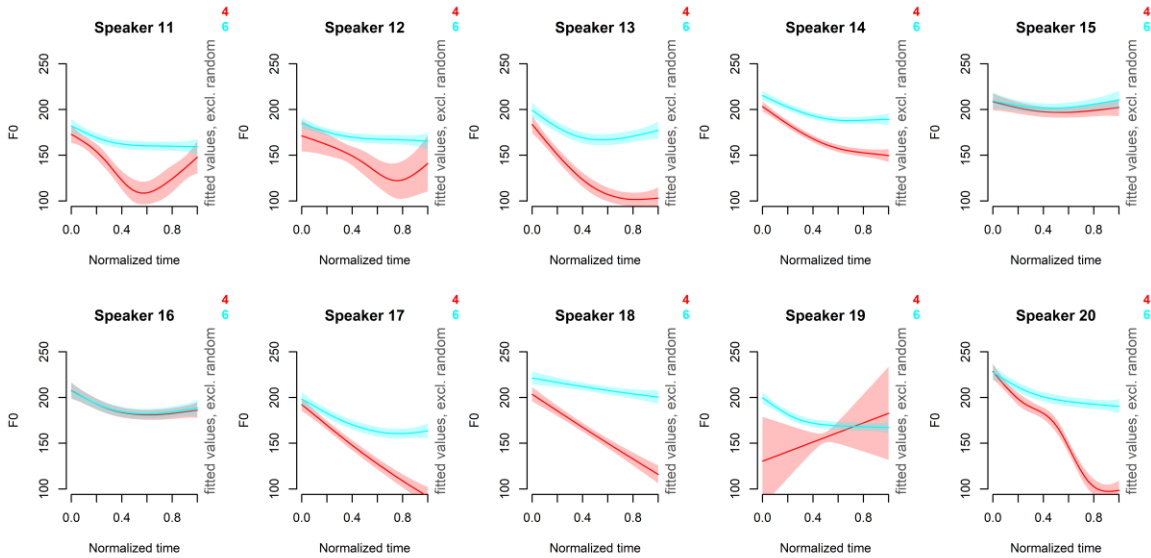 4
6
Speaker 11
F0
250
200
150
100
0.0 0.4 0.8
Normalized time
fitted values, excl. random
4
6
Speaker 12
F0
250
200
150
100
0.0 0.4 0.8
Normalized time
fitted values, excl. random
4
6
Speaker 13
F0
250
200
150
100
0.0 0.4 0.8
Normalized time
fitted values, excl. random
4
6
Speaker 14
F0
250
200
150
100
0.0 0.4 0.8
Normalized time
fitted values, excl. random
4
6
Speaker 15
F0
250
200
150
100
0.0 0.4 0.8
Normalized time
fitted values, excl. random
4
6
Speaker 16
F0
250
200
150
100
0.0 0.4 0.8
Normalized time
fitted values, excl. random
4
6
Speaker 17
F0
250
200
150
100
0.0 0.4 0.8
Normalized time
fitted values, excl. random
4
6
Speaker 18
F0
250
200
150
100
0.0 0.4 0.8
Normalized time
fitted values, excl. random
4
6
Speaker 19
F0
250
200
150
100
0.0 0.4 0.8
Normalized time
fitted values, excl. random
4
6
Speaker 20
F0
250
200
150
100
0.0 0.4 0.8
Normalized time
fitted values, excl. random